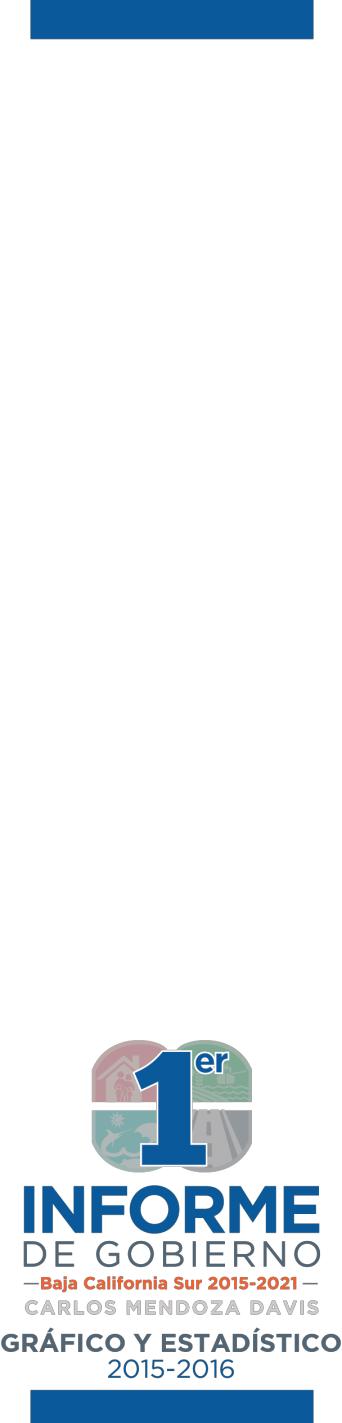 1er
INFORME
DE GOBIERNO
—Baja California Sur 2015-2021—
CARLOS MENDOZA DAVIS
GRÁFICO Y ESTADÍSTICO
2015-2016